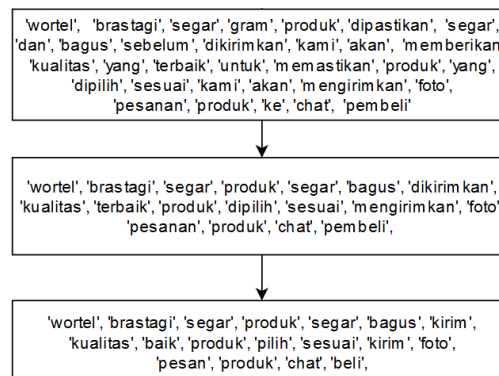 'wortel', 'brastagi', 'segar', 'gram', 'produk', 'dipastikan', 'segar',
'dan', 'bagus', 'sebelum', 'dikirimkan', 'kami', 'akan', 'memberikan
'kualitas', 'yang', 'terbaik', 'untuk', 'memastikan', 'produk', 'yang',
'dipilih', 'sesuai', 'kami', 'akan', 'mengirimkan', 'foto',
'pesanan', 'produk', 'ke', 'chat', 'pembeli'
'wortel', 'brastagi', 'segar', 'produk', 'segar', 'bagus', 'dikirimkan',
'kualitas', 'terbaik', 'produk', 'dipilih', 'sesuai', 'mengirimkan', 'foto'
'pesanan', 'produk', 'chat', 'pembeli',
'wortel', 'brastagi', 'segar', 'produk', 'segar', 'bagus', 'kirim',
'kualitas', 'baik', 'produk', 'pilih', 'sesuai', 'kirim', 'foto',
'pesan', 'produk', 'chat', 'beli',